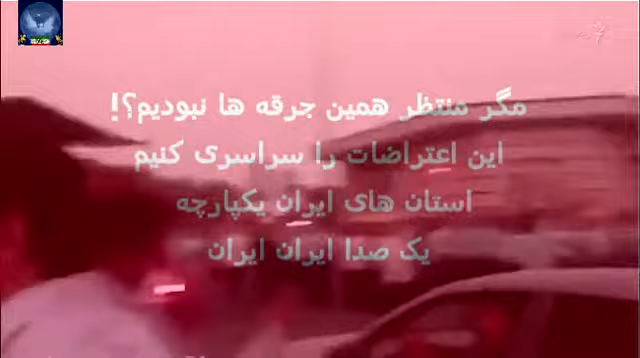 مگر منتظر همین جرقه ها نبودیم؟!
این اعتراضات را سراسری کنیم
استان های ایران یکپارچه
یک صدا ایران ایران